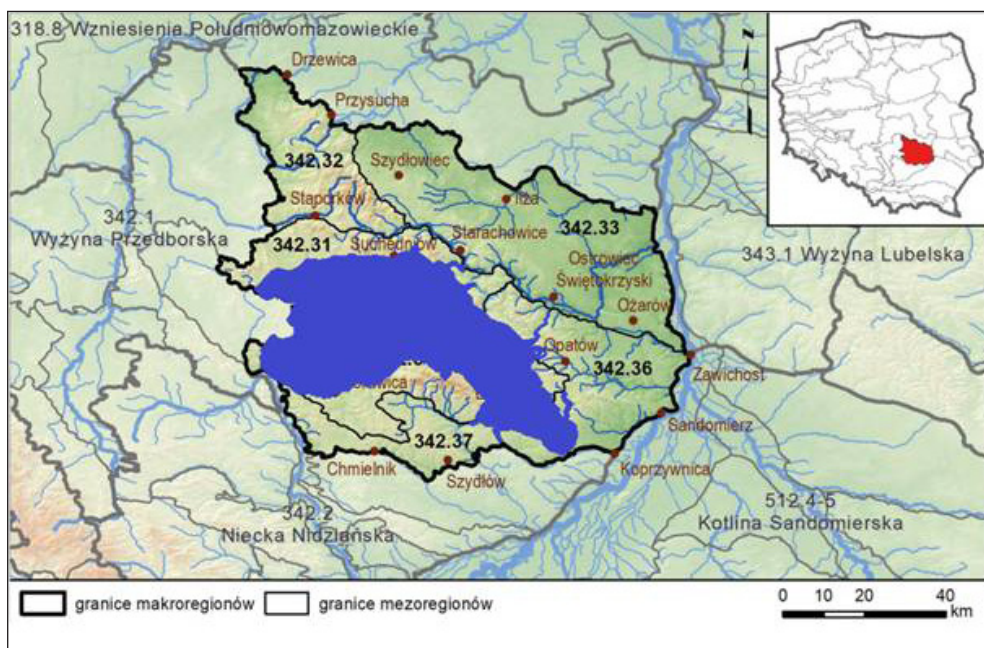 318.8 Wzniesienia Południowomazowieckie
Drzewica
Przysucha
342.32
Szydłowiec
Iłża
342.1
Wyżyna Przedborska
Stąporków
342.31
Suchedniów
Starachowice
342.33
343.1 Wyżyna Lubelska
Ostrowiec
Świętokrzyski
Ożarów
Opatów
342.36
Zawichost
Sandomierz
342.37
Chmielnik
Szydłów
Koprzywnica
342.2
Niecka Nidziańska
512.4-5
Kotlina Sandomierska
granice makroregionów
granice mezoregionów
0 10 20 40
km